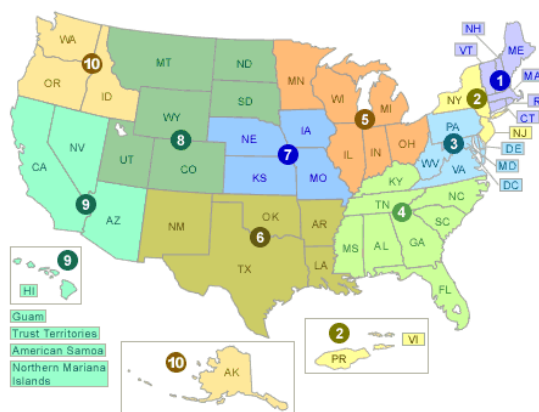 NH
WA
MT
ND
VT
ME
MN
10
1
MA
OR
ID
SD
WI
MI
NY
2
R
WY
5
CT
IA
PA
NJ
NE
8
7
3
DE
NV
OH
IL
IN
WV
MD
UT
CO
CA
KS
MO
VA
DC
KY
9
TN
NC
AZ
OK
AR
4
NM
SC
6
MS
AL
GA
TX
LA
9
FL
HI
Guam
Trust Territories
American Samoa
Northern Mariana
Islands
10
AK
2
VI
PR